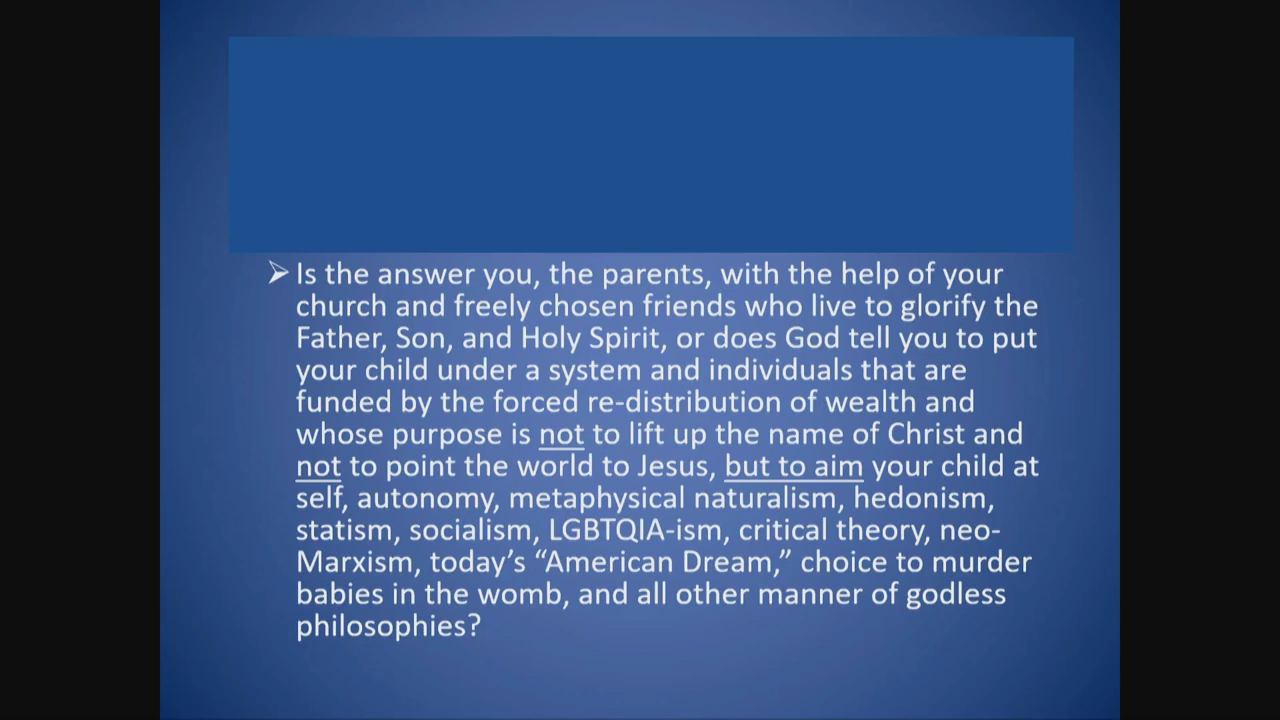 Is the answer you, the parents, with the help of your
church and freely chosen friends who live to glorify the
Father, Son, and Holy Spirit, or does God tell you to put
your child under a system and individuals that are
funded by the forced re-distribution of wealth and
whose purpose is not to lift up the name of Christ and
not to point the world to Jesus, but to aim your child at
self, autonomy, metaphysical naturalism, hedonism,
statism, socialism, LGBTQIA-ism, critical theory, neo-
Marxism, today’s “American Dream,” choice to murder
babies in the womb, and all other manner of godless
philosophies?